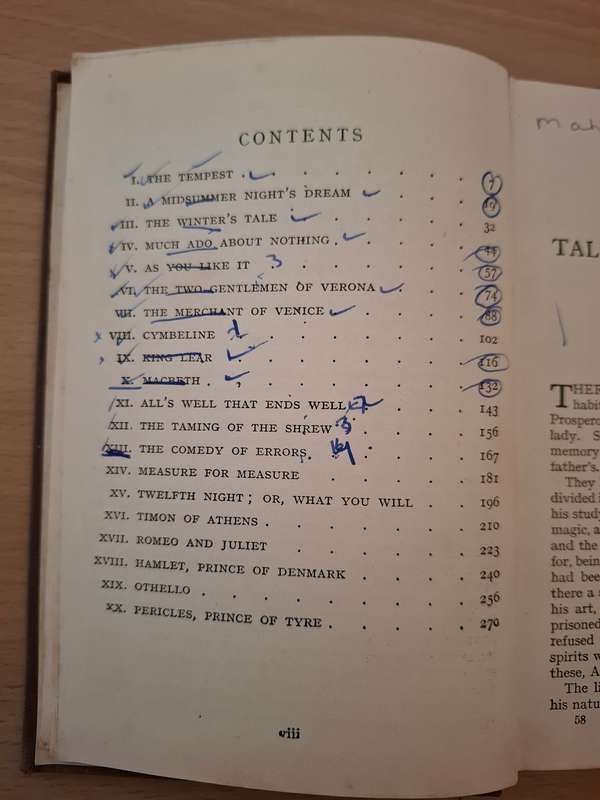 CONTENTS
I. THE TEMPEST . . . . . . . 7
II. A MIDSUMMER NIGHT'S DREAM . . . 19
III. THE WINTER'S TALE . . . . . 32
IV. MUCH ADO ABOUT NOTHING . . . . 44
V. AS YOU LIKE IT 3 . . . . . 57
VI. THE TWO GENTLEMEN OF VERONA . . . 74
VII. THE MERCHANT OF VENICE . . . . 88
VIII. CYMBELINE . . . . . . 102
IX. KING LEAR . . . . . . 116
X. MACBETH . . . . . . . 132
XI. ALL'S WELL THAT ENDS WELL . . . 143
XII. THE TAMING OF THE SHREW 3 . . . 156
XIII. THE COMEDY OF ERRORS . . . . 167
XIV. MEASURE FOR MEASURE . . . . 181
XV. TWELFTH NIGHT; OR, WHAT YOU WILL . . 196
XVI. TIMON OF ATHENS . . . . . . 210
XVII. ROMEO AND JULIET . . . . . 223
XVIII. HAMLET, PRINCE OF DENMARK . . . 240
XIX. OTHELLO . . . . . . . 256
XX. PERICLES, PRINCE OF TYRE . . . . 270
viii
mah
TAL
THER
habit
Prospero
lady. S
memory
father's.
They
divided i
his study
magic, a
and the
for, bein
had bee
there a s
his art,
prisoned
refused
spirits w
these, A
The li
his natu
58